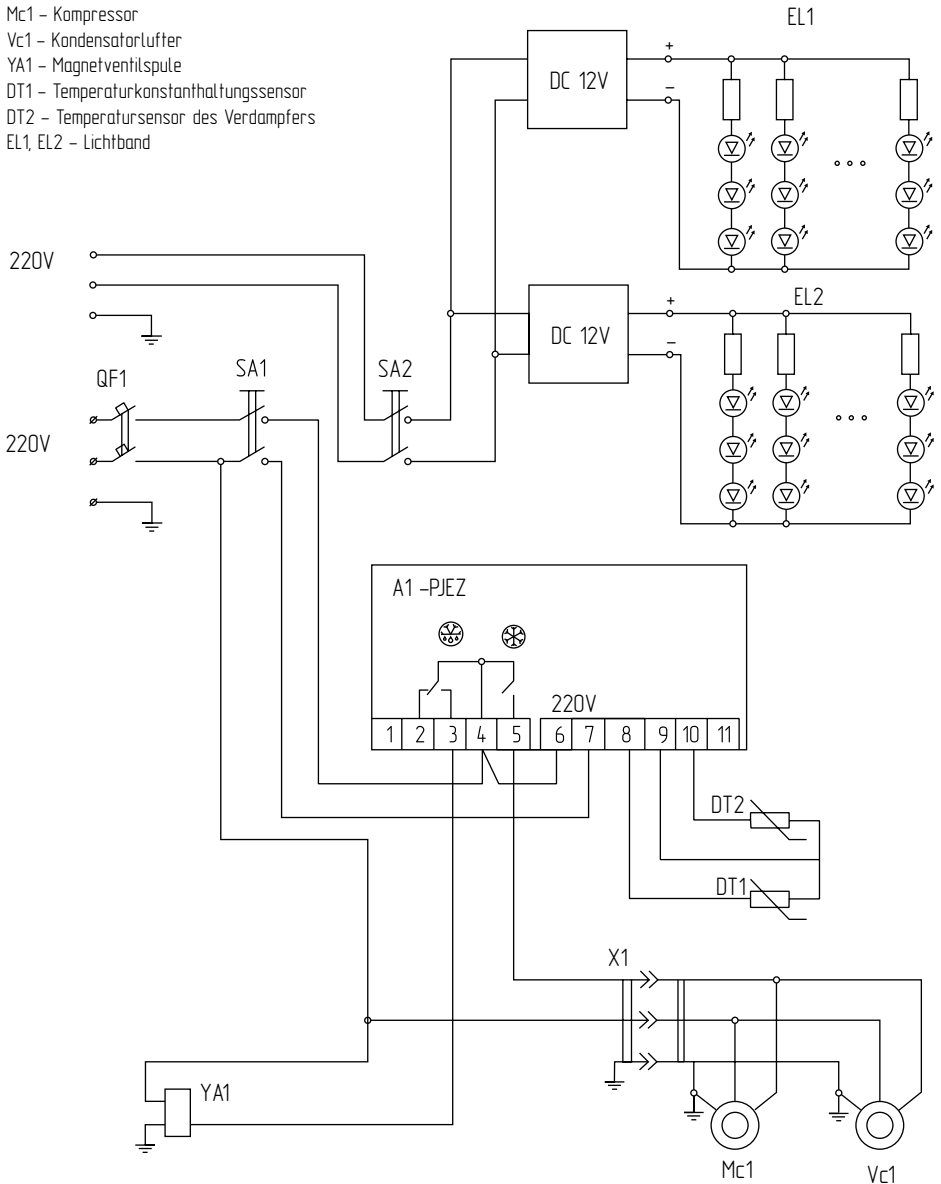 Mc1 – Kompressor
Vc1 – Kondensatorlufter
YA1 – Magnetventilspule
DT1 – Temperaturkonstanthaltungssensor
DT2 – Temperatursensor des Verdampfers
EL1, EL2 – Lichtband
EL1
DC 12V
+
–
220V
EL2
DC 12V
+
–
QF1
SA1
SA2
220V
A1 –PJEZ
220V
1 2 3 4 5 6 7 8 9 10 11
DT2
DT1
X1
YA1
Mc1
Vc1